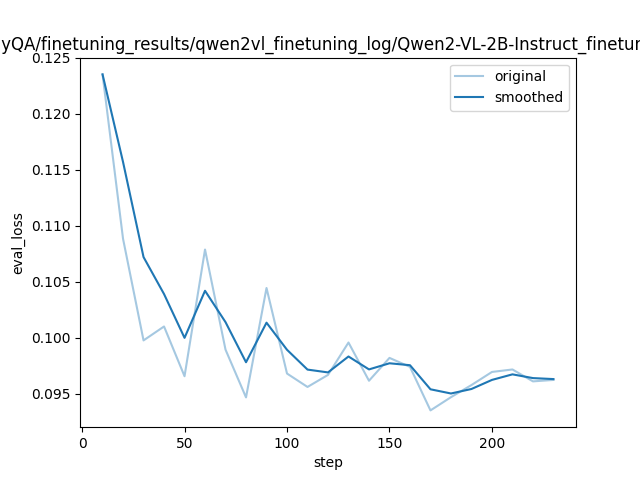 yQA/finetuning_results/qwen2vl_finetuning_log/Qwen2-VL-2B-Instruct_finetun
0.125
0.120
0.115
0.110
0.105
0.100
0.095
eval_loss
original
smoothed
0
50
100
150
200
step